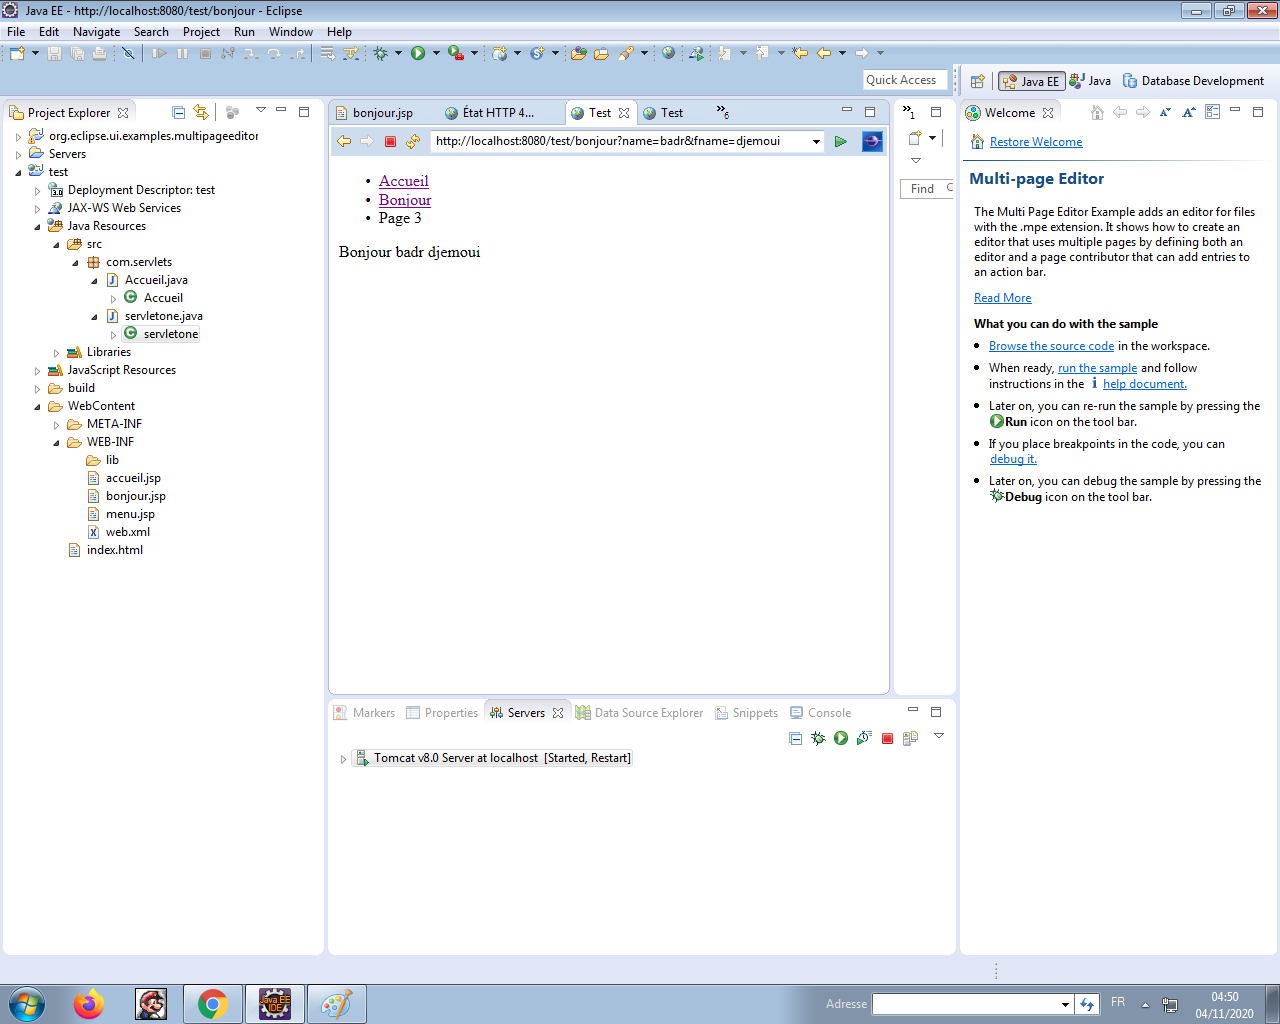 Java EE - http://localhost:8080/test/bonjour - Eclipse
File Edit Navigate Search Project Run Window Help
Quick Access
Java EE Java Database Development
Project Explorer
org.eclipse.ui.examples.multipageeditor
Servers
test
Deployment Descriptor: test
3.0
JAX-WS Web Services
Java Resources
src
com.servlets
Accueil.java
Accueil
servletone.java
servletone
Libraries
JavaScript Resources
build
WebContent
META-INF
WEB-INF
lib
accueil.jsp
bonjour.jsp
menu.jsp
web.xml
index.html
bonjour.jsp État HTTP 4... Test Test »6
http://localhost:8080/test/bonjour?name=badr&fname=djemoui
• Accueil
• Bonjour
• Page 3
Bonjour badr djemoui
»1
Find
Welcome
Restore Welcome
Multi-page Editor
The Multi Page Editor Example adds an editor for files
with the .mpe extension. It shows how to create an
editor that uses multiple pages by defining both an
editor and a page contributor that can add entries to
an action bar.
Read More
What you can do with the sample
• Browse the source code in the workspace.
• When ready, run the sample and follow
instructions in the i help document.
• Later on, you can re-run the sample by pressing the
Run icon on the tool bar.
• If you place breakpoints in the code, you can
debug it.
• Later on, you can debug the sample by pressing the
Debug icon on the tool bar.
Markers Properties Servers Data Source Explorer Snippets Console
Tomcat v8.0 Server at localhost [Started, Restart]
Java EE
IDE
Adresse
FR
04:50
04/11/2020